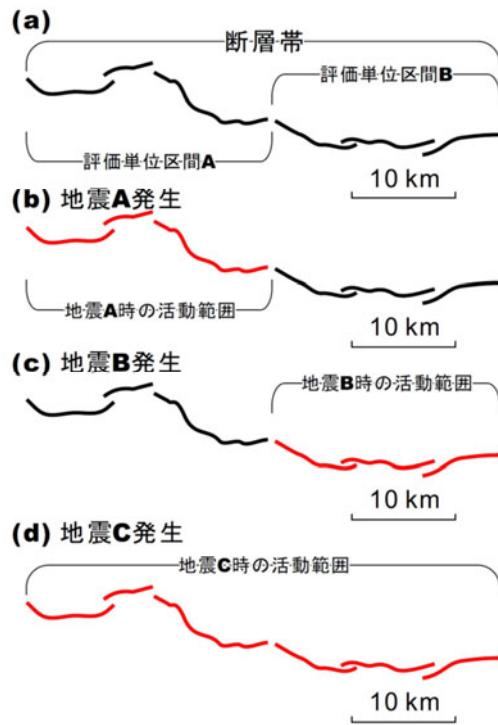 (a)
断層帯
評価単位区間B
評価単位区間A
10 km
(b) 地震A発生
地震A時の活動範囲
10 km
(c) 地震B発生
地震B時の活動範囲
10 km
(d) 地震C発生
地震C時の活動範囲
10 km